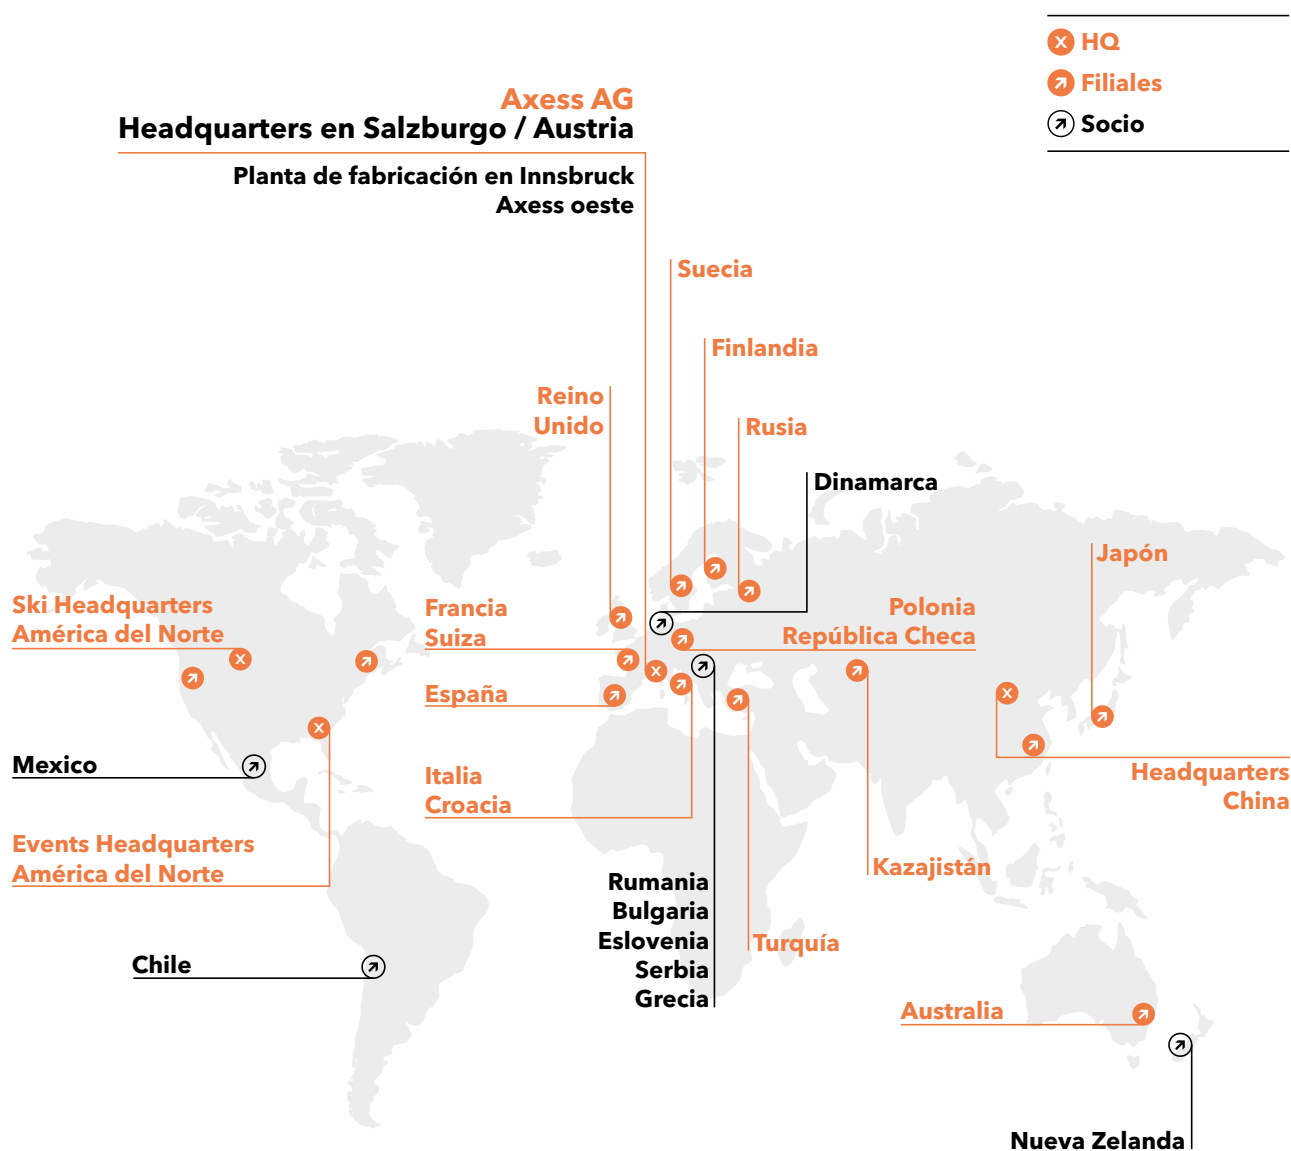 HQ
Filiales
Socio
Axess AG
Headquarters en Salzburgo / Austria
Planta de fabricación en Innsbruck
Axess oeste
Suecia
Finlandia
Reino
Unido
Rusia
Dinamarca
Japón
Ski Headquarters
América del Norte
Francia
Suiza
Polonia
República Checa
España
Mexico
Italia
Croacia
Headquarters
China
Events Headquarters
América del Norte
Kazajistán
Rumania
Bulgaria
Eslovenia
Serbia
Grecia
Turquía
Chile
Australia
Nueva Zelanda